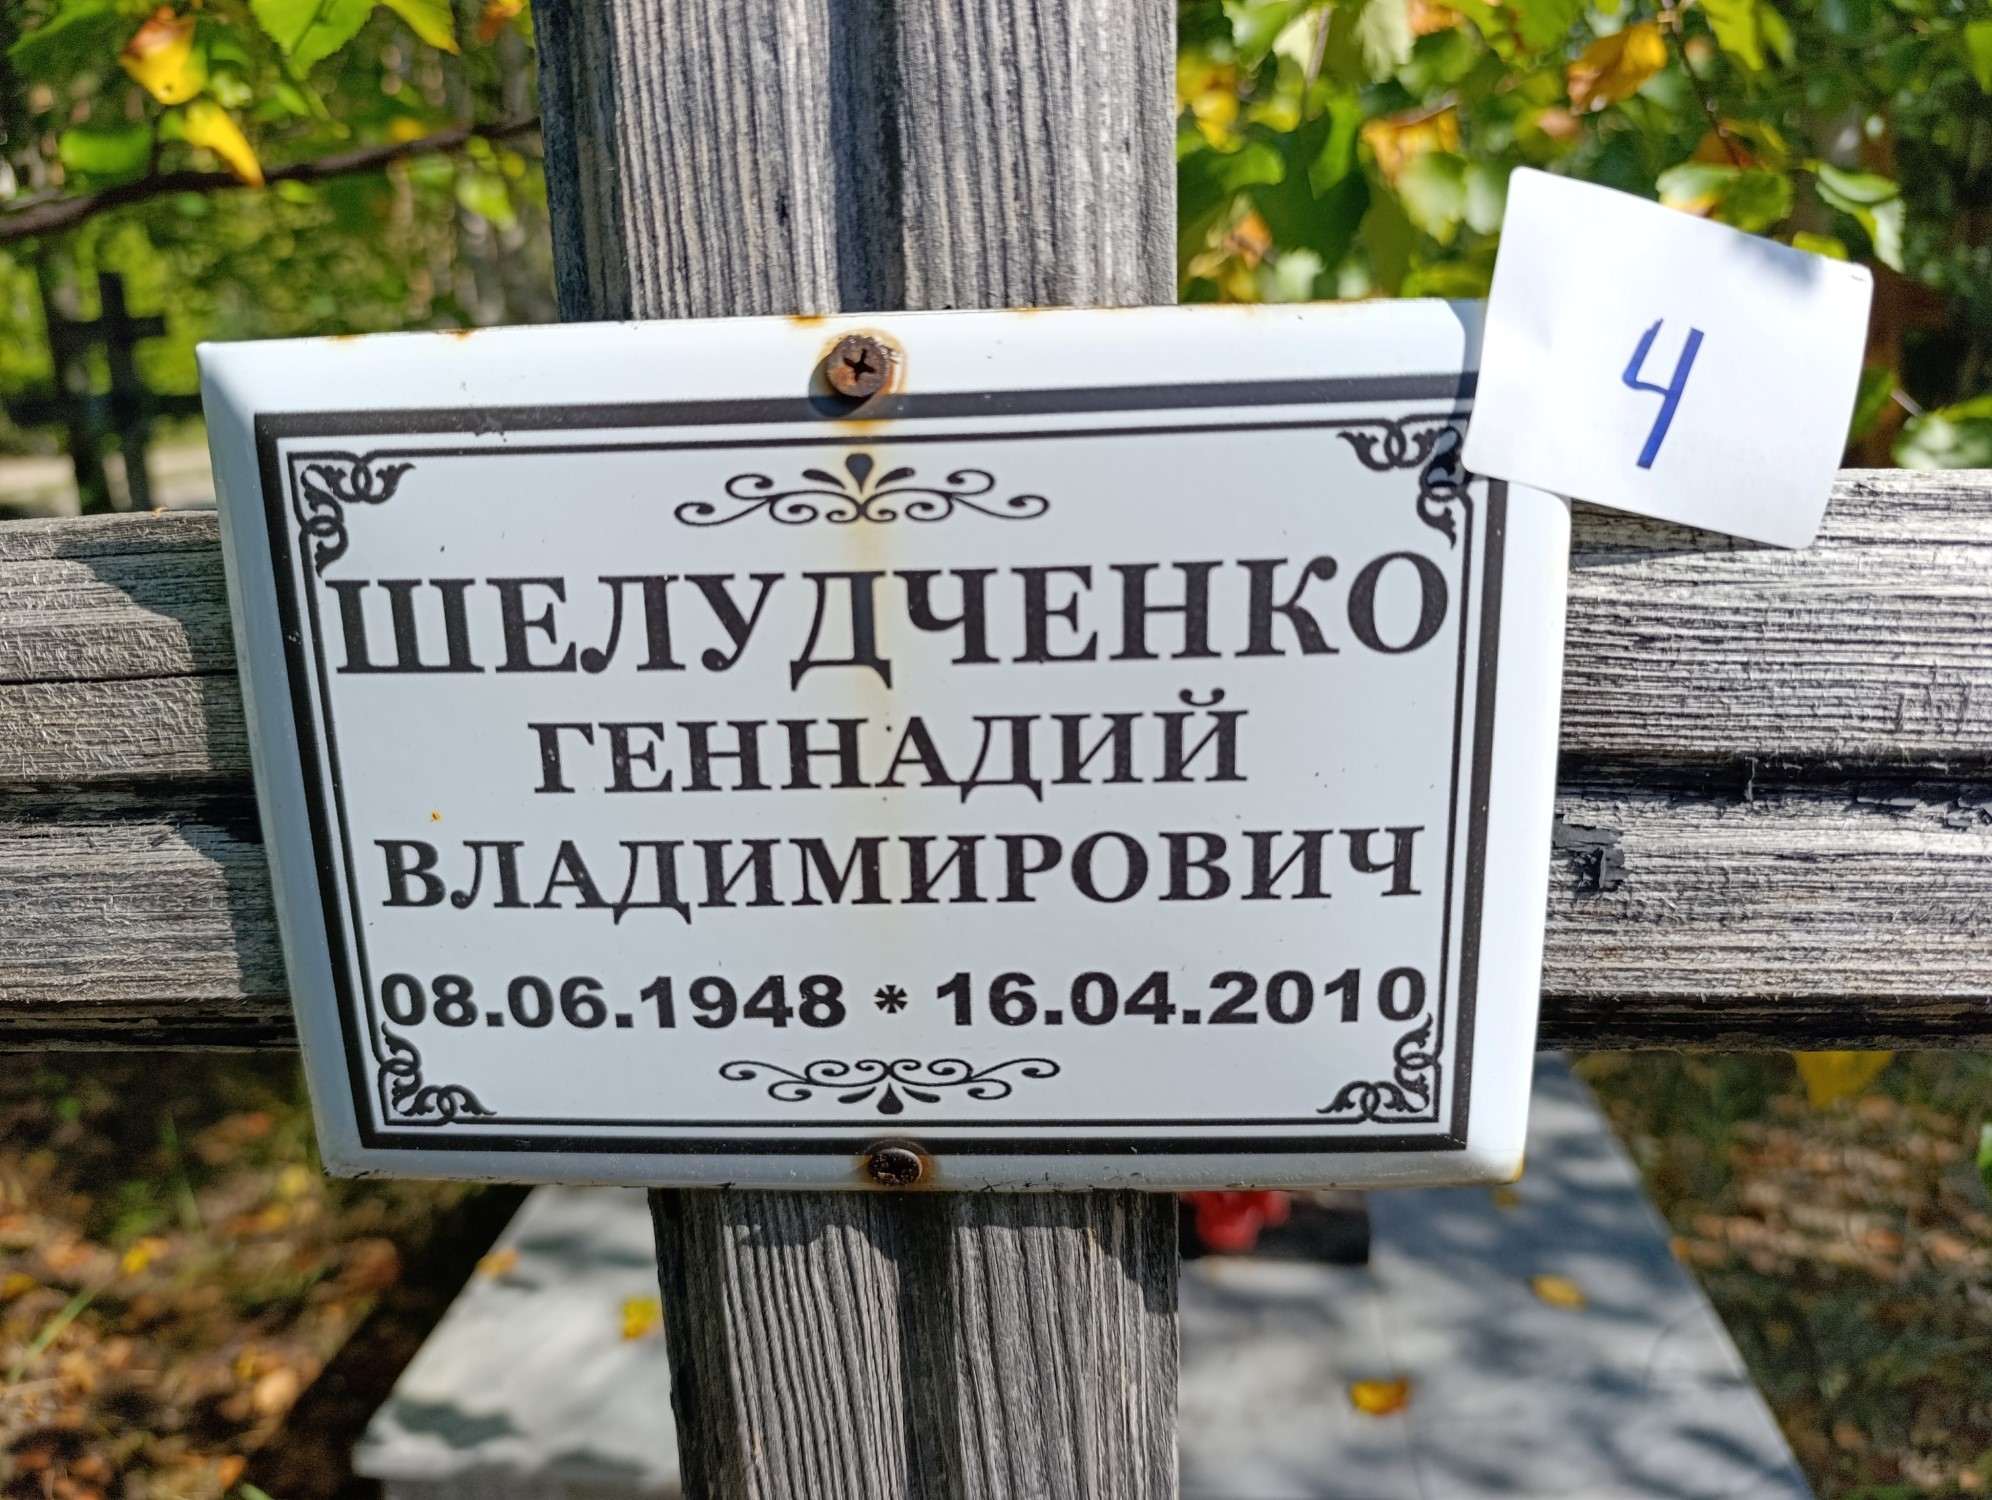 4
ШЕЛУДЧЕНКО
ГЕННАДИЙ
ВЛАДИМИРОВИЧ
08.06.1948 * 16.04.2010